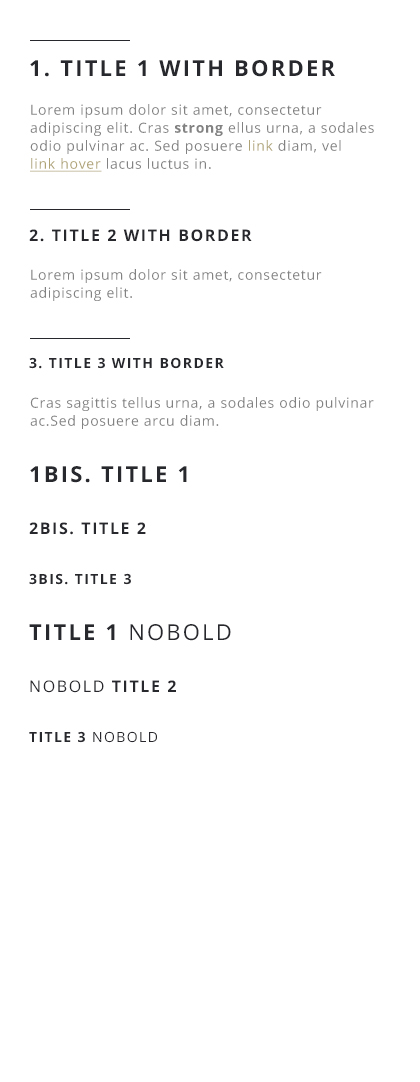 1. TITLE 1 WITH BORDER
Lorem ipsum dolor sit amet, consectetur
adipiscing elit. Cras strong ellus urna, a sodales
odio pulvinar ac. Sed posuere link diam, vel
link hover lacus luctus in.
2. TITLE 2 WITH BORDER
Lorem ipsum dolor sit amet, consectetur
adipiscing elit.
3. TITLE 3 WITH BORDER
Cras sagittis tellus urna, a sodales odio pulvinar
ac.Sed posuere arcu diam.
1BIS. TITLE 1
2BIS. TITLE 2
3BIS. TITLE 3
TITLE 1 NOBOLD
NOBOLD TITLE 2
TITLE 3 NOBOLD